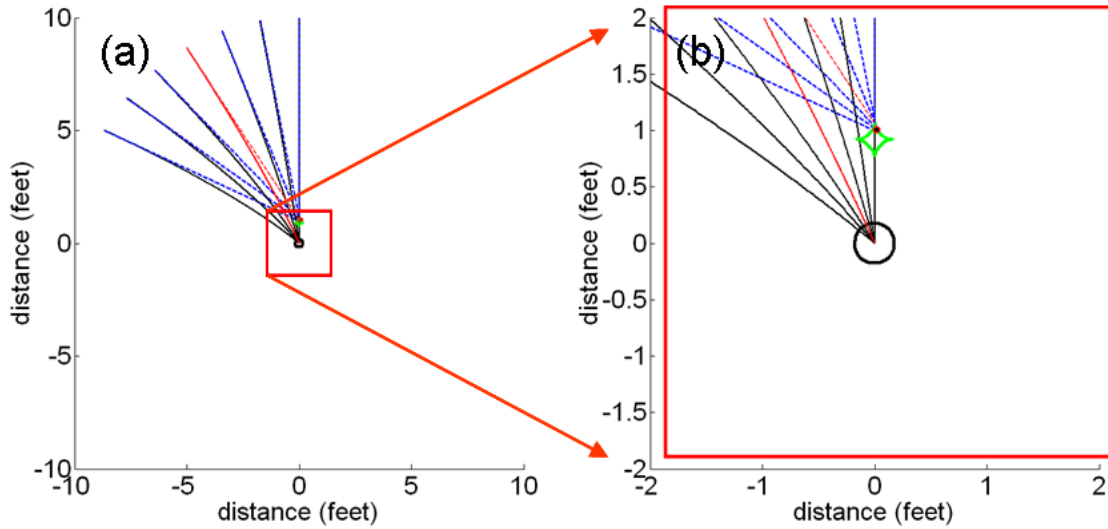 (a)
10
5
0
-5
-10
distance (feet)
-10 -5 0 5 10
distance (feet)
(b)
2
1.5
1
0.5
0
-0.5
-1
-1.5
-2
distance (feet)
-2 -1 0 1 2
distance (feet)